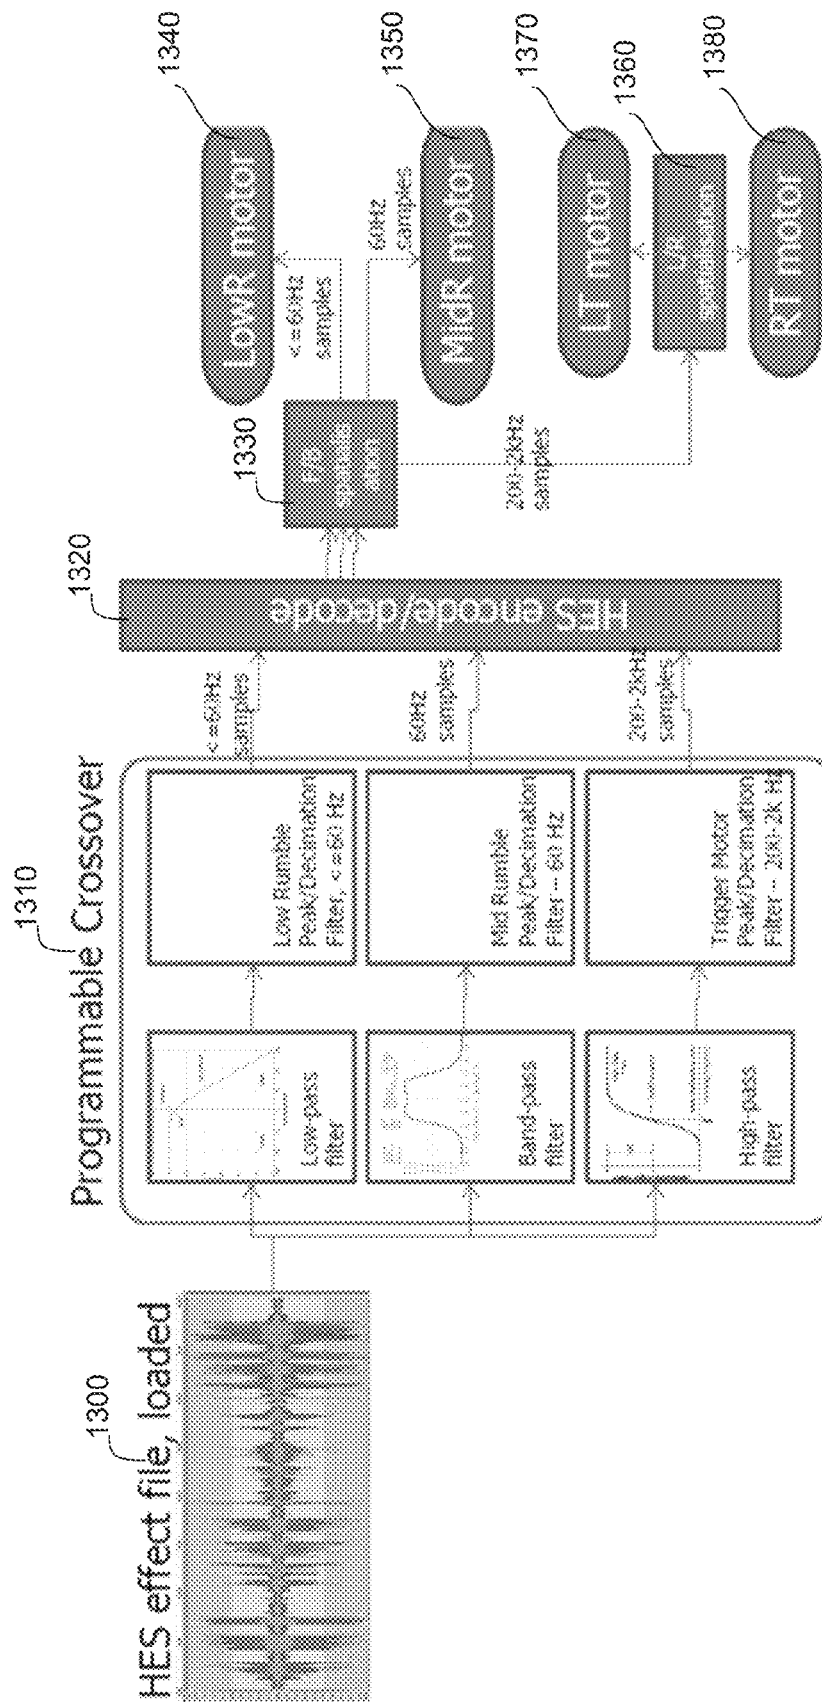 HES effect file, loaded
1300
Programmable Crossover
1310
Low-pass
filter
Band-pass
filter
High-pass
filter
Low Rumble
Peak/Decimation
Filter, <=60 Hz
Mid Rumble
Peak/Decimation
Filter - 60 Hz
Trigger Motor
Peak/Decimation
Filter - 200-2k Hz
<=60Hz
samples
60Hz
samples
200-2kHz
samples
HES encode/decode
1320
1330
<=60Hz
samples
60Hz
samples
200-2kHz
samples
LowR motor
1340
MidR motor
1350
LT motor
1370
L/R
spatialization
1360
RT motor
1380